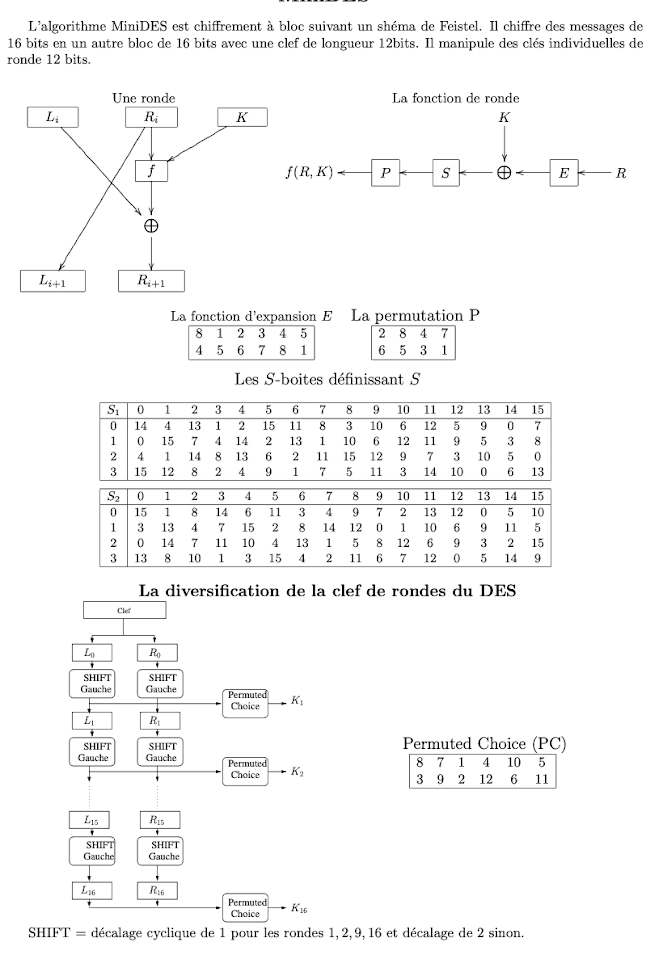 L'algorithme MiniDES est chiffrement à bloc suivant un shéma de Feistel. Il chiffre des messages de
16 bits en un autre bloc de 16 bits avec une clef de longueur 12bits. Il manipule des clés individuelles de
ronde 12 bits.
Une ronde
L_i R_i K
f
⊕
L_{i+1} R_{i+1}
La fonction de ronde
K
f(R, K) P S ⊕ E R
La fonction d'expansion E
8 1 2 3 4 5
4 5 6 7 8 1
La permutation P
2 8 4 7
6 5 3 1
Les S-boites définissant S
S_1 0 1 2 3 4 5 6 7 8 9 10 11 12 13 14 15
0 14 4 13 1 2 15 11 8 3 10 6 12 5 9 0 7
1 0 15 7 4 14 2 13 1 10 6 12 11 9 5 3 8
2 4 1 14 8 13 6 2 11 15 12 9 7 3 10 5 0
3 15 12 8 2 4 9 1 7 5 11 3 14 10 0 6 13
S_2 0 1 2 3 4 5 6 7 8 9 10 11 12 13 14 15
0 15 1 8 14 6 11 3 4 9 7 2 13 12 0 5 10
1 3 13 4 7 15 2 8 14 12 0 1 10 6 9 11 5
2 0 14 7 11 10 4 13 1 5 8 12 6 9 3 2 15
3 13 8 10 1 3 15 4 2 11 6 7 12 0 5 14 9
La diversification de la clef de rondes du DES
Clef
L_0 R_0
SHIFT Gauche SHIFT Gauche
Permuted Choice K_1
L_1 R_1
SHIFT Gauche SHIFT Gauche
Permuted Choice K_2
L_15 R_15
SHIFT Gauche SHIFT Gauche
L_16 R_16
Permuted Choice K_16
Permuted Choice (PC)
8 7 1 4 10 5
3 9 2 12 6 11
SHIFT = décalage cyclique de 1 pour les rondes 1, 2, 9, 16 et décalage de 2 sinon.